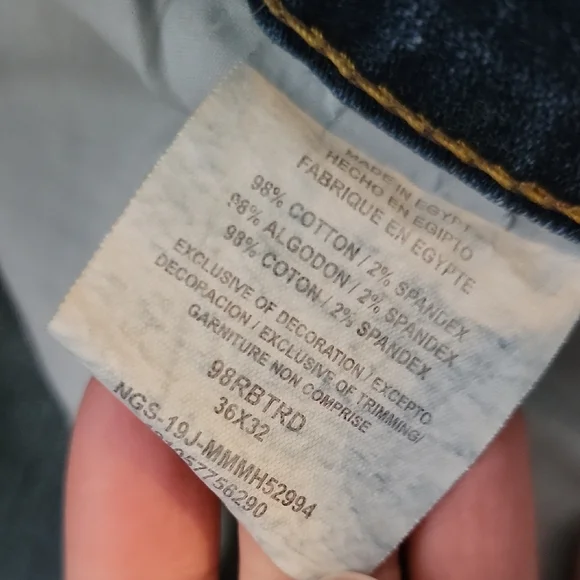 MADE IN EGYPT
HECHO EN EGIPTO
FABRIQUE EN EGYPTE
98% COTTON / 2% SPANDEX
98% ALGODON / 2% SPANDEX
98% COTON / 2% SPANDEX
EXCLUSIVE OF DECORATION / EXCEPTO
DECORACION / EXCLUSIVE OF TRIMMING/
GARNITURE NON COMPRISE
98RBTRD
36X32
NGS-19J-MMMH52994